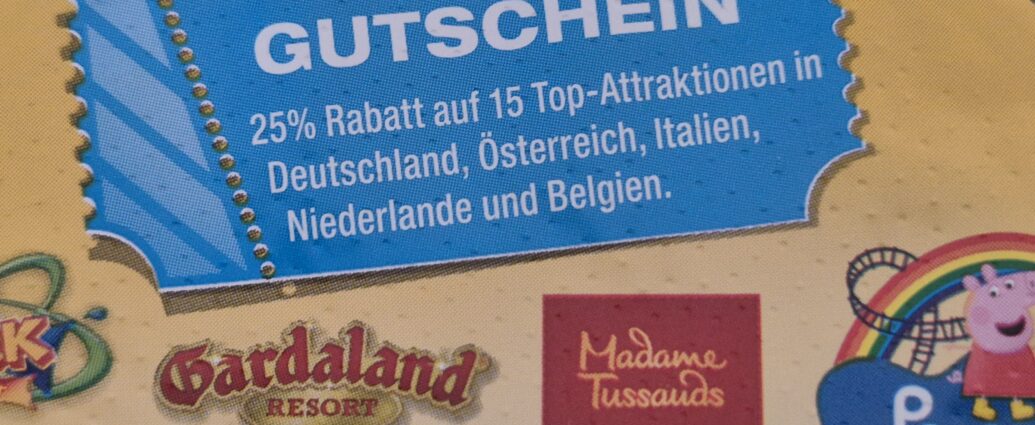 GUTSCHEIN
25% Rabatt auf 15 Top-Attraktionen in
Deutschland, Österreich, Italien,
Niederlande und Belgien.
Gardaland
RESORT
Madame
Tussauds
P